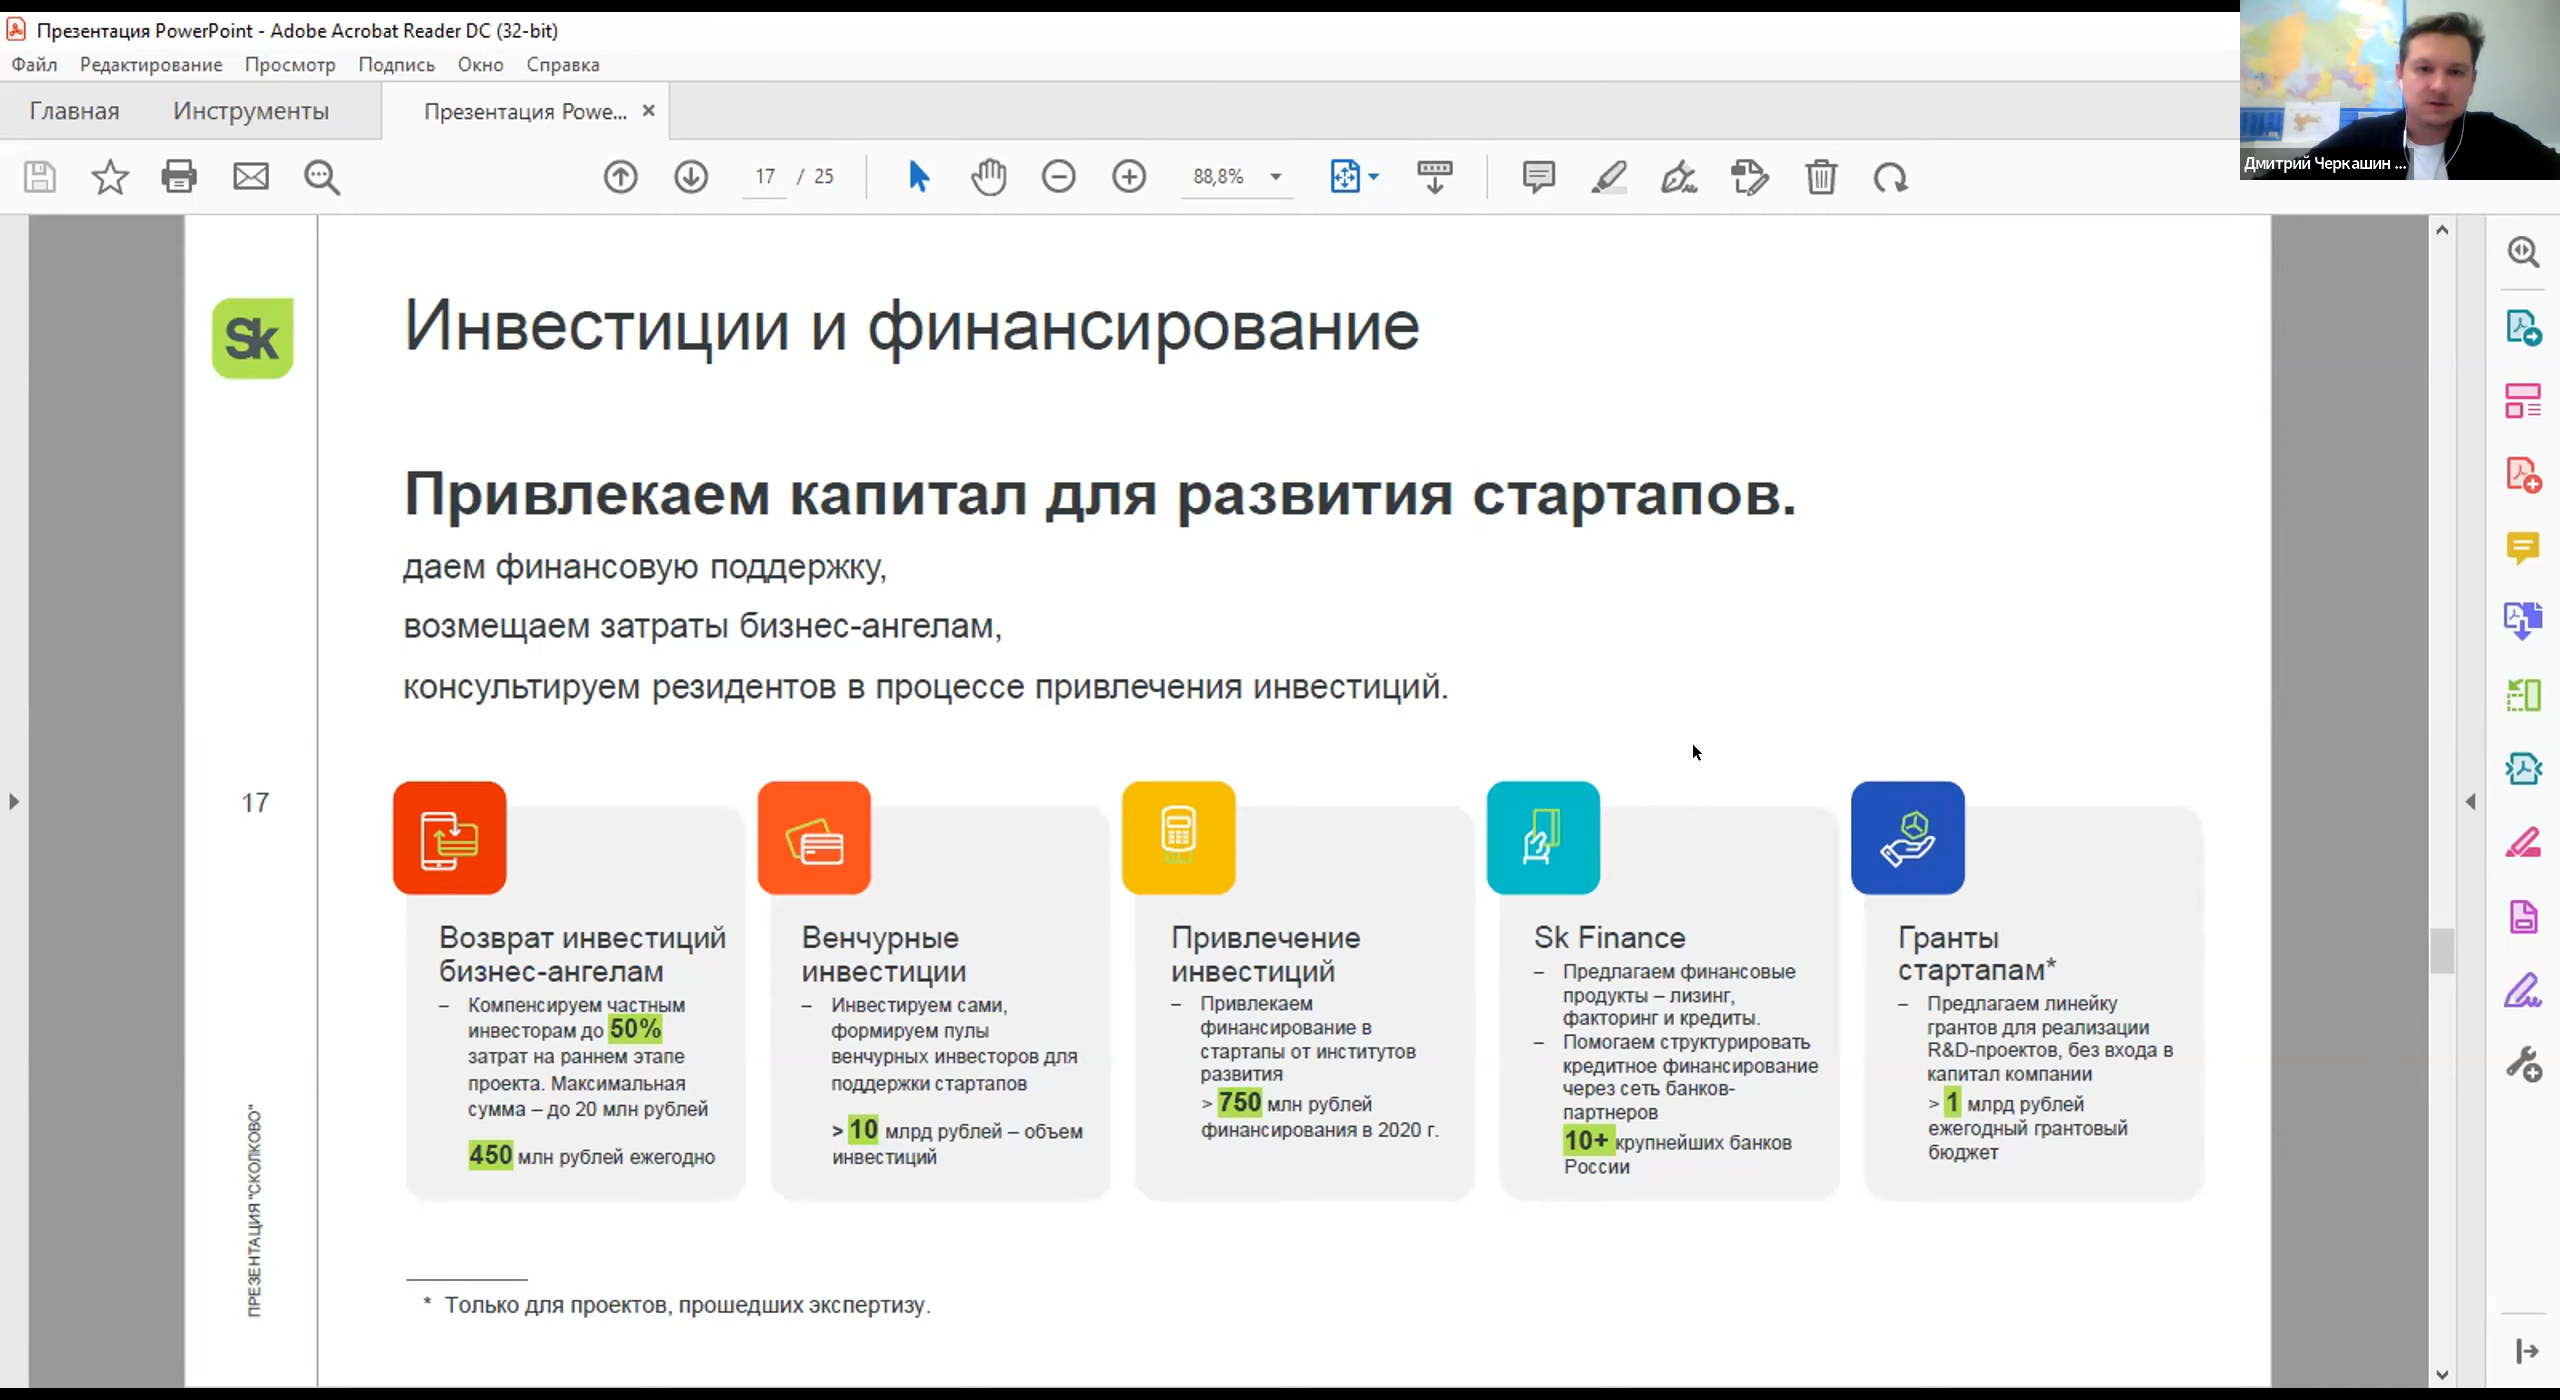 Презентация PowerPoint - Adobe Acrobat Reader DC (32-bit)
Файл Редактирование Просмотр Подпись Окно Справка
Главная Инструменты Презентация Powe...
17 / 25 88,8%
Дмитрий Черкашин ...
Sk
Инвестиции и финансирование
Привлекаем капитал для развития стартапов.
даем финансовую поддержку,
возмещаем затраты бизнес-ангелам,
консультируем резидентов в процессе привлечения инвестиций.
17
ПРЕЗЕНТАЦИЯ "СКОЛКОВО"
Возврат инвестиций
бизнес-ангелам
– Компенсируем частным
инвесторам до 50%
затрат на раннем этапе
проекта. Максимальная
сумма – до 20 млн рублей
450 млн рублей ежегодно
Венчурные
инвестиции
– Инвестируем сами,
формируем пулы
венчурных инвесторов для
поддержки стартапов
> 10 млрд рублей – объем
инвестиций
Привлечение
инвестиций
– Привлекаем
финансирование в
стартапы от институтов
развития
> 750 млн рублей
финансирования в 2020 г.
Sk Finance
– Предлагаем финансовые
продукты – лизинг,
факторинг и кредиты.
– Помогаем структурировать
кредитное финансирование
через сеть банков-
партнеров
10+ крупнейших банков
России
Гранты
стартапам*
– Предлагаем линейку
грантов для реализации
R&D-проектов, без входа в
капитал компании
> 1 млрд рублей
ежегодный грантовый
бюджет
* Только для проектов, прошедших экспертизу.